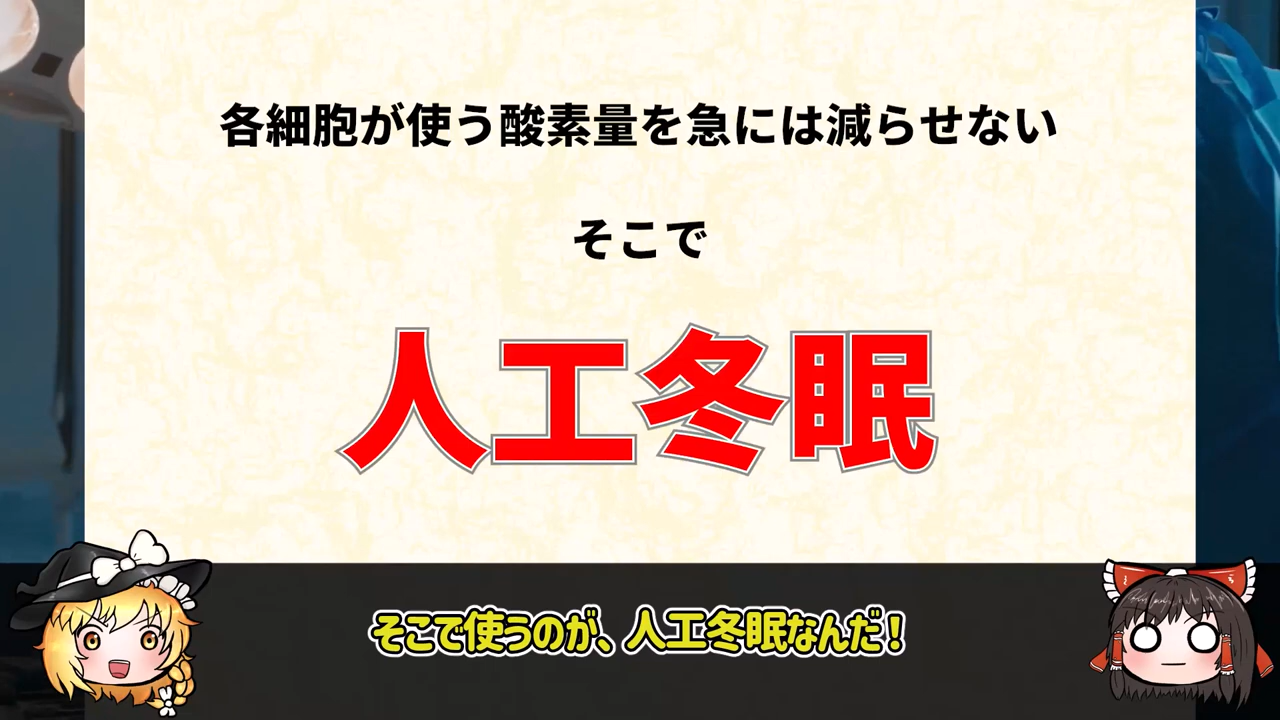 各細胞が使う酸素量を急には減らせない
そこで
人工冬眠
そこで使うのが、人工冬眠なんだ！